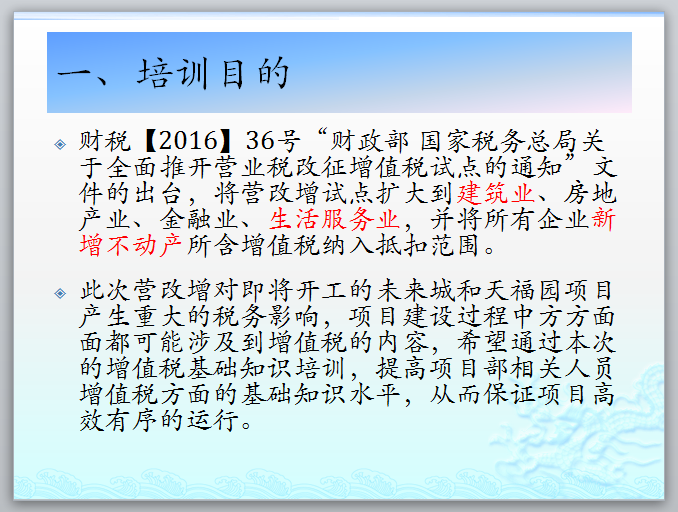 一、培训目的
财税【2016】36号“财政部 国家税务总局关
于全面推开营业税改征增值税试点的通知”文
件的出台，将营改增试点扩大到建筑业、房地
产业、金融业、生活服务业，并将所有企业新
增不动产所含增值税纳入抵扣范围。
此次营改增对即将开工的未来城和天福园项目
产生重大的税务影响，项目建设过程中方方面
面都可能涉及到增值税的内容，希望通过本次
的增值税基础知识培训，提高项目部相关人员
增值税方面的基础知识水平，从而保证项目高
效有序的运行。